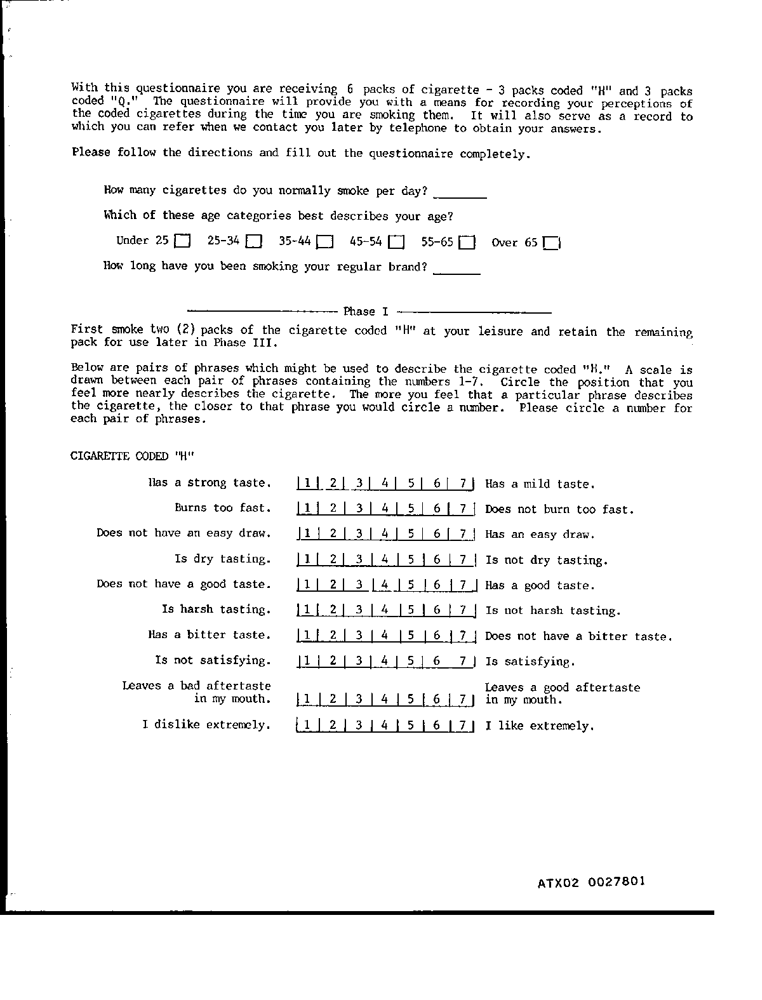 With this questionnaire you are receiving 6 packs of cigarette - 3 packs coded "H" and 3 packs
coded "Q." The questionnaire will provide you with a means for recording your perceptions of
the coded cigarettes during the time you are smoking them. It will also serve as a record to
which you can refer when we contact you later by telephone to obtain your answers.
Please follow the directions and fill out the questionnaire completely.
How many cigarettes do you normally smoke per day?
Which of these age categories best describes your age?
Under 25 25-34 35-44 45-54 55-65 Over 65
How long have you been smoking your regular brand?
Phase I
First smoke two (2) packs of the cigarette coded "H" at your leisure and retain the remaining
pack for use later in Phase III.
Below are pairs of phrases which might be used to describe the cigarette coded "H." A scale is
drawn between each pair of phrases containing the numbers 1-7. Circle the position that you
feel more nearly describes the cigarette. The more you feel that a particular phrase describes
the cigarette, the closer to that phrase you would circle a number. Please circle a number for
each pair of phrases.
CIGARETTE CODED "H"
Has a strong taste. 1 2 3 4 5 6 7 Has a mild taste.
Burns too fast. 1 2 3 4 5 6 7 Does not burn too fast.
Does not have an easy draw. 1 2 3 4 5 6 7 Has an easy draw.
Is dry tasting. 1 2 3 4 5 6 7 Is not dry tasting.
Does not have a good taste. 1 2 3 4 5 6 7 Has a good taste.
Is harsh tasting. 1 2 3 4 5 6 7 Is not harsh tasting.
Has a bitter taste. 1 2 3 4 5 6 7 Does not have a bitter taste.
Is not satisfying. 1 2 3 4 5 6 7 Is satisfying.
Leaves a bad aftertaste Leaves a good aftertaste
in my mouth. 1 2 3 4 5 6 7 in my mouth.
I dislike extremely. 1 2 3 4 5 6 7 I like extremely.
ATX02 0027801